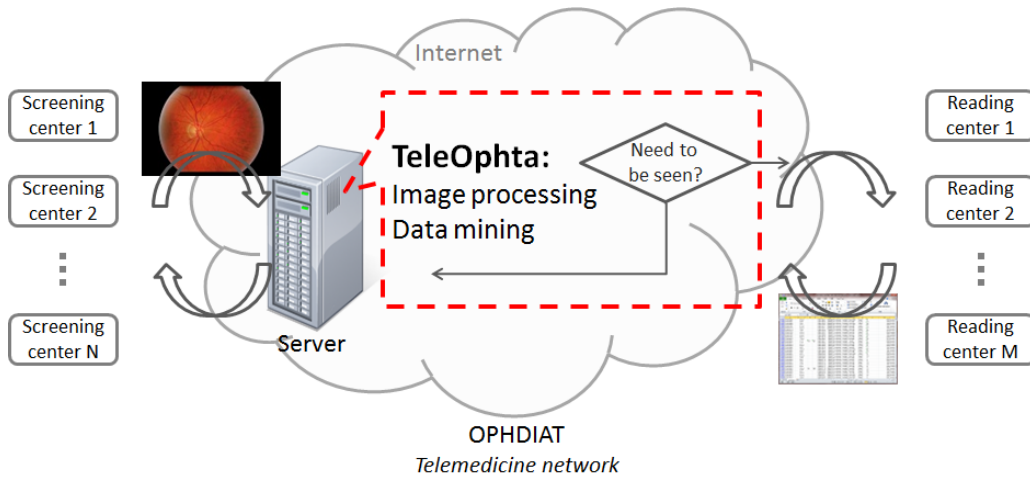 Internet
Screening
center 1
Screening
center 2
Screening
center N
TeleOphta:
Image processing
Data mining
Need to
be seen?
Server
Reading
center 1
Reading
center 2
Reading
center M
OPHDIAT
Telemedicine network